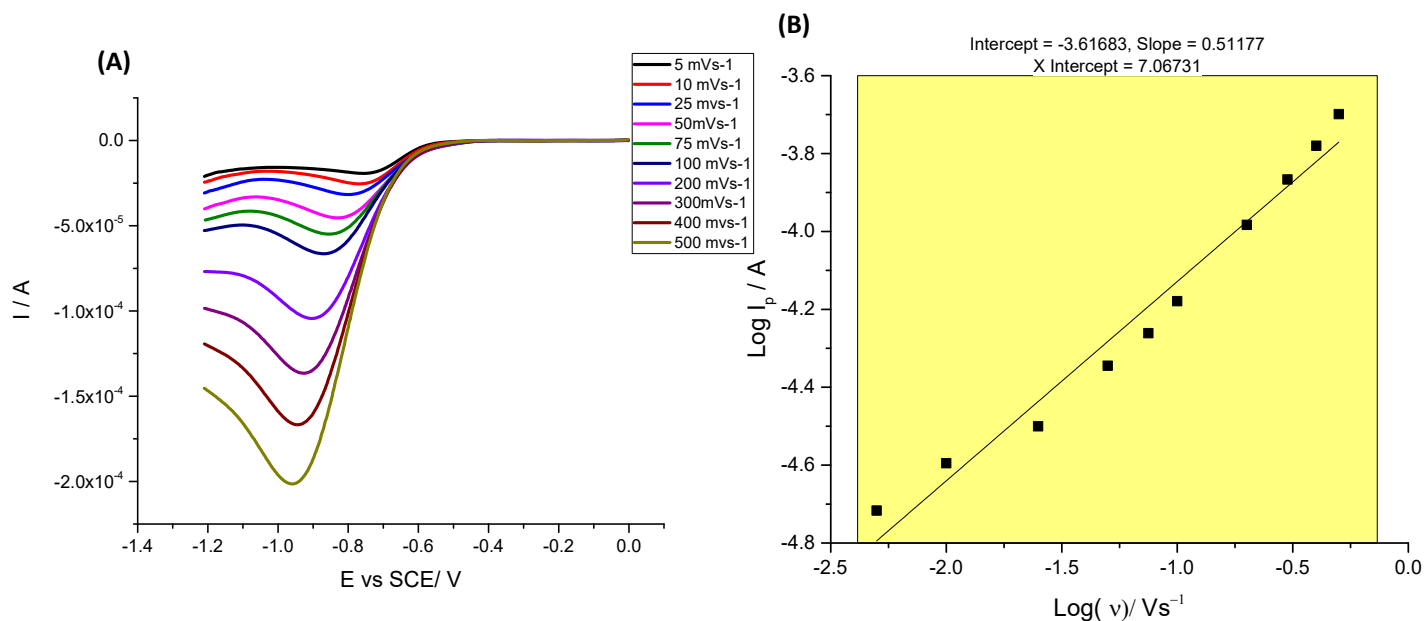 (A)
5 mVs-1
10 mVs-1
25 mvs-1
50mVs-1
75 mVs-1
100 mVs-1
200 mVs-1
300mVs-1
400 mvs-1
500 mvs-1
0.0
-5.0x10⁻⁵
-1.0x10⁻⁴
-1.5x10⁻⁴
-2.0x10⁻⁴
I / A
-1.4
-1.2
-1.0
-0.8
-0.6
-0.4
-0.2
0.0
E vs SCE/ V
(B)
Intercept = -3.61683, Slope = 0.51177
X Intercept = 7.06731
-3.6
-3.8
-4.0
-4.2
-4.4
-4.6
-4.8
Log Iₚ / A
-2.5
-2.0
-1.5
-1.0
-0.5
0.0
Log( ν)/ Vs⁻¹